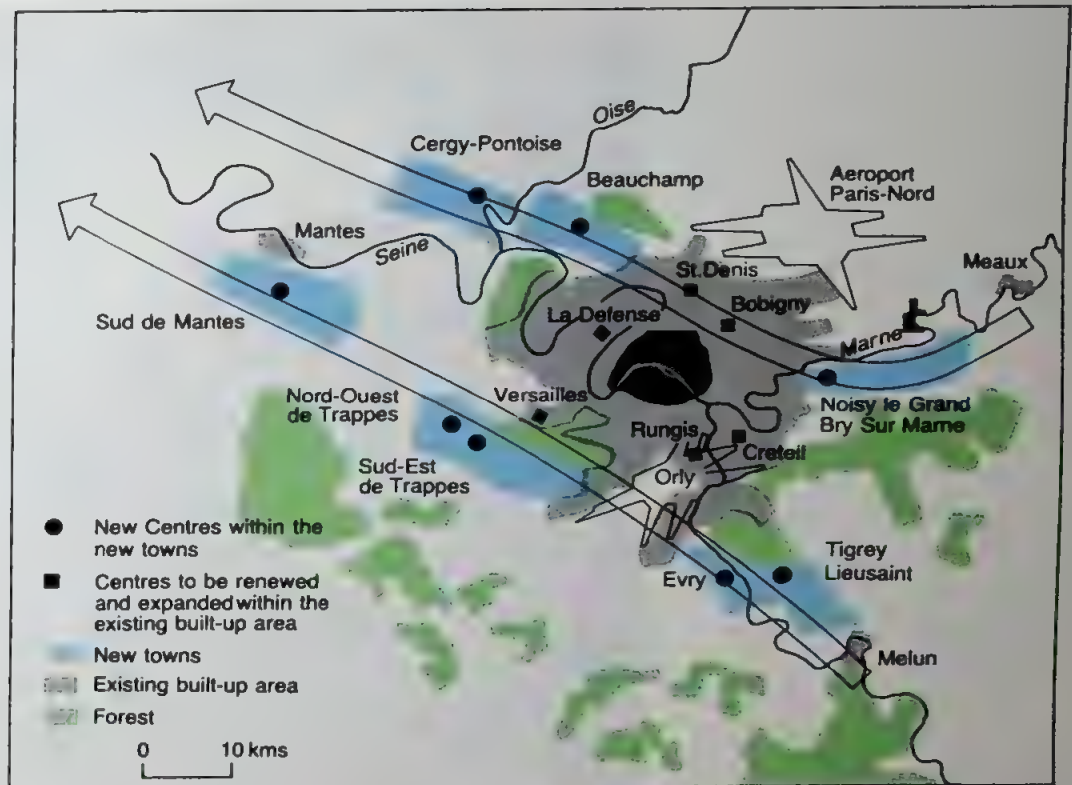 Oise
Cergy-Pontoise
Beauchamp
Aeroport
Paris-Nord
Mantes
Seine
St.Denis
Meaux
Sud de Mantes
La Defense
Bobigny
Marne
Nord-Ouest
de Trappes
Versailles
Noisy le Grand
Bry Sur Marne
Rungis
Creteil
Sud-Est
de Trappes
Orly
Evry
Tigrey
Lieusaint
Melun
New Centres within the
new towns
Centres to be renewed
and expanded within the
existing built-up area
New towns
Existing built-up area
Forest
0 10 kms